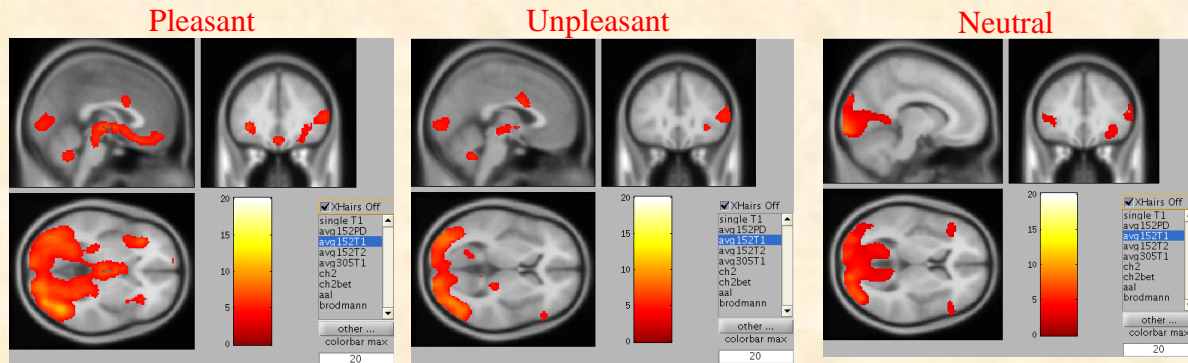 Pleasant
Unpleasant
Neutral
20
15
10
5
0
XHairs Off
single T1
avg152PD
avg152T1
avg152T2
avg305T1
ch2
ch2bet
aal
brodmann
other ...
colorbar max
20
20
15
10
5
0
XHairs Off
single T1
avg152PD
avg152T1
avg152T2
avg305T1
ch2
ch2bet
aal
brodmann
other ...
colorbar max
20
20
15
10
5
0
XHairs Off
single T1
avg152PD
avg152T1
avg152T2
avg305T1
ch2
ch2bet
aal
brodmann
other ...
colorbar max
20